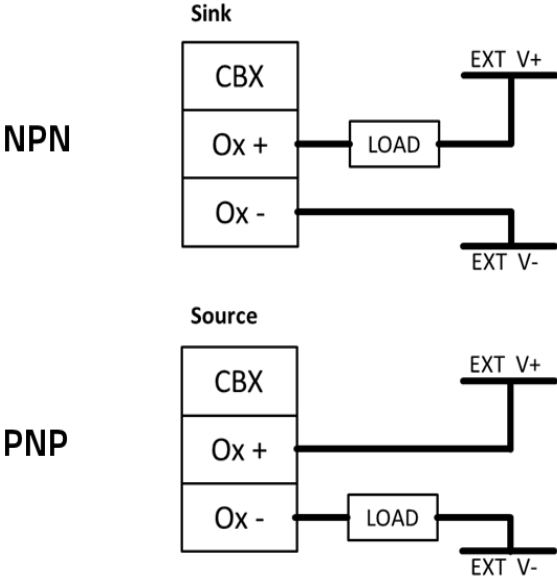 Sink
EXT V+
CBX
NPN
Ox +
LOAD
Ox -
EXT V-
Source
EXT V+
CBX
PNP
Ox +
Ox -
LOAD
EXT V-